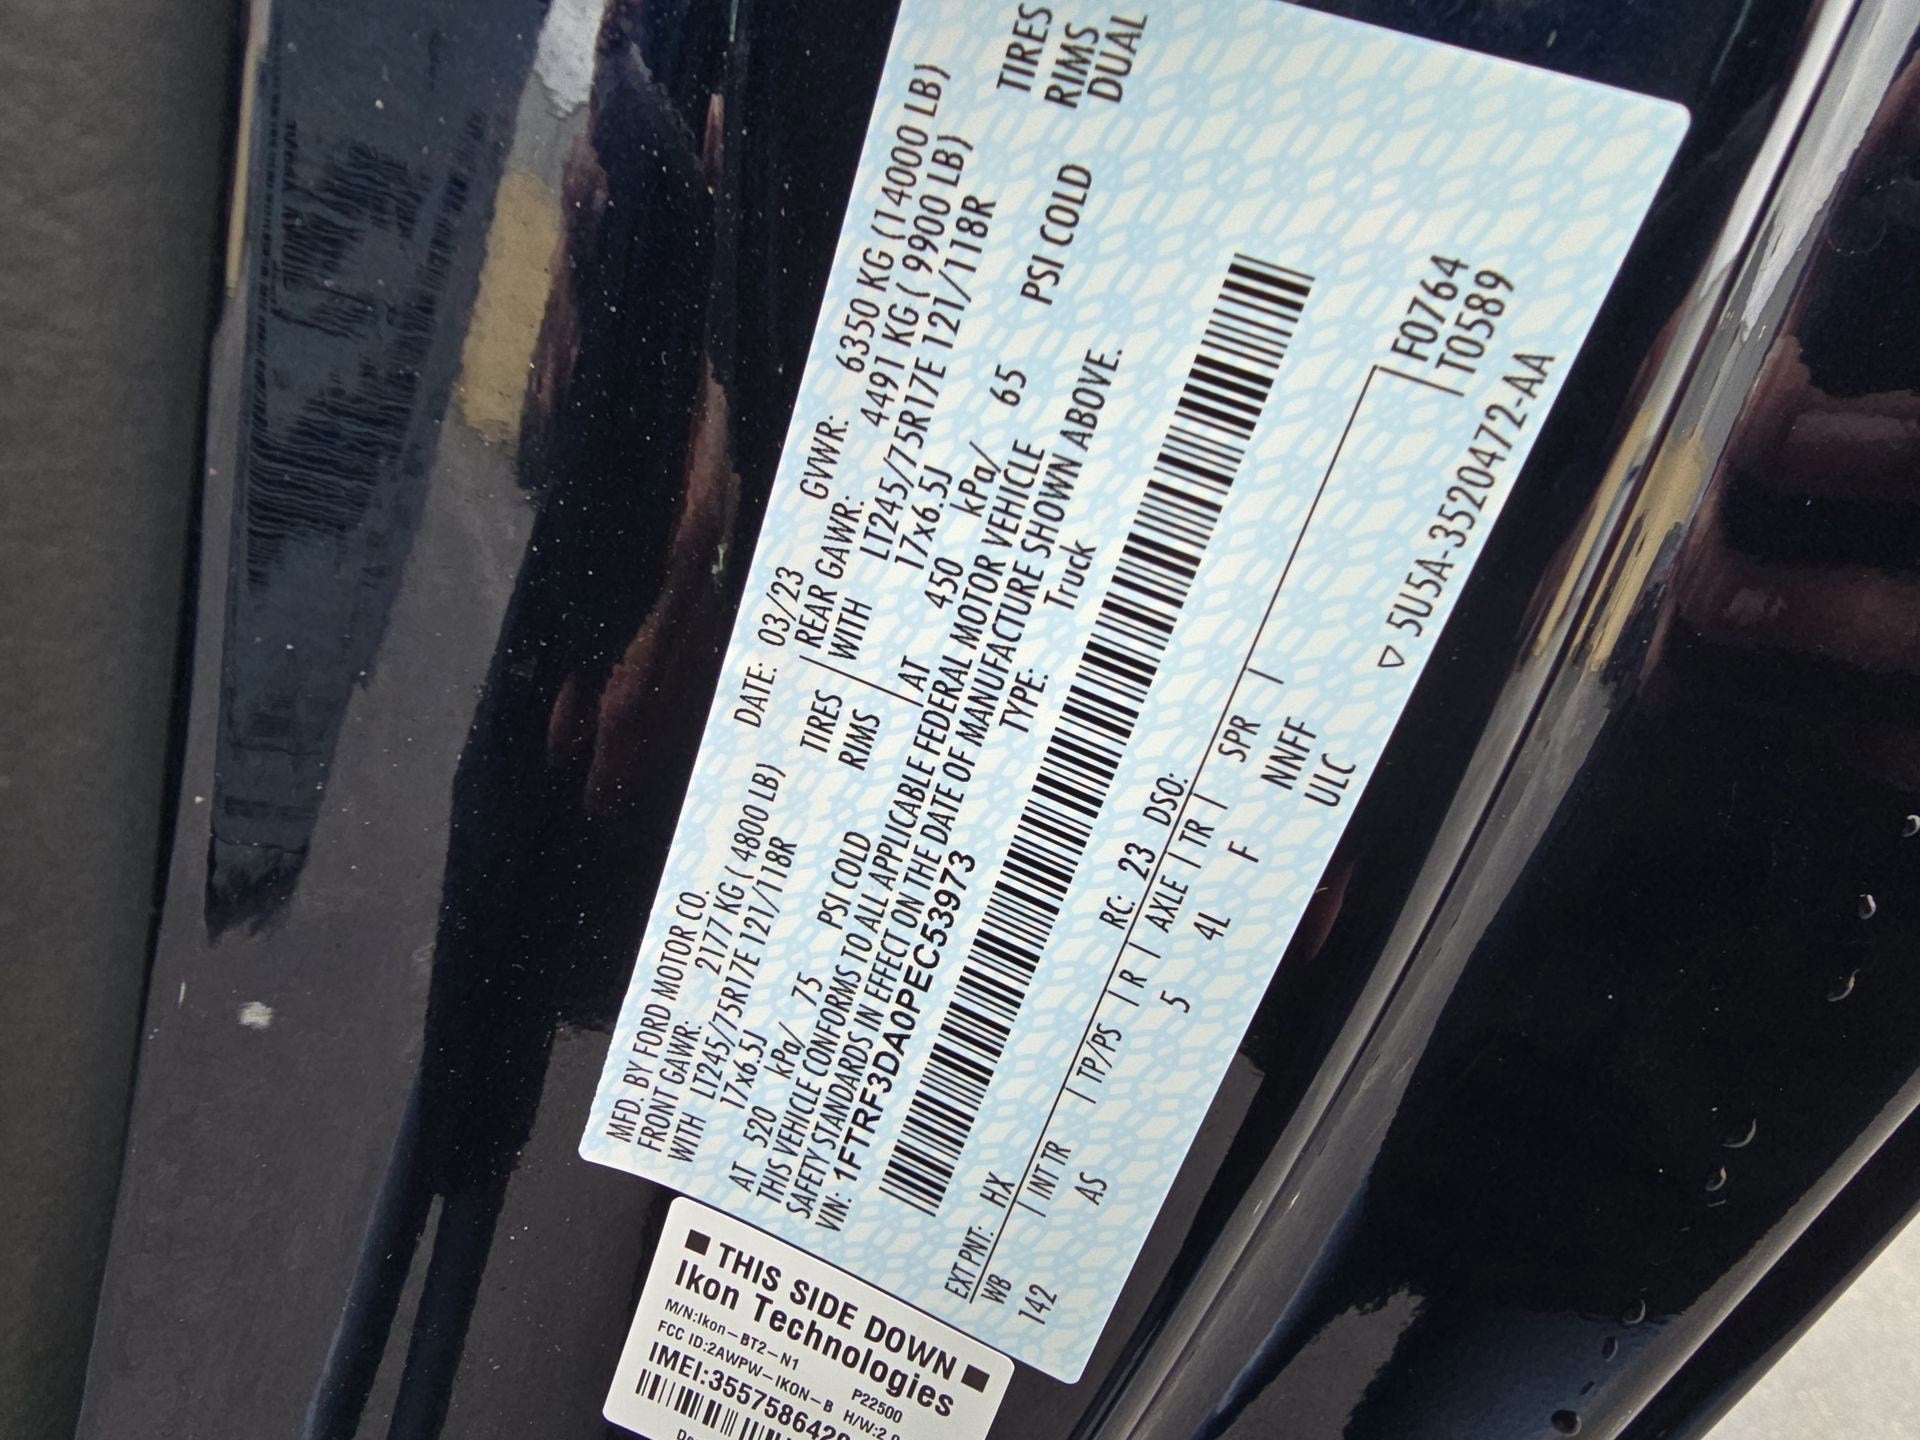 MFD. BY FORD MOTOR CO.
DATE: 03/23 GVWR: 6350 KG (14000 LB)
FRONT GAWR: 2177 KG ( 4800 LB)
REAR GAWR: 4491 KG ( 9900 LB)
WITH LT245/75R17E 121/118R TIRES
WITH LT245/75R17E 121/118R TIRES
17x6.5J RIMS
17x6.5J RIMS
AT 520 kPa/ 75 PSI COLD
AT 450 kPa/ 65 PSI COLD DUAL
THIS VEHICLE CONFORMS TO ALL APPLICABLE FEDERAL MOTOR VEHICLE
SAFETY STANDARDS IN EFFECT ON THE DATE OF MANUFACTURE SHOWN ABOVE.
VIN: 1FTRF3DA0PEC53973 TYPE: Truck
EXT PNT: HX RC: 23 DSO:
F0764
WB | INT TR | TP/PS | R | AXLE | TR | SPR | T0589
142 AS 5 4L F NNFF
ULC
▽ 5U5A-3520472-AA
■ THIS SIDE DOWN ■
Ikon Technologies
M/N:Ikon-BT2-N1 P22500
FCC ID:2AWPW-IKON-B